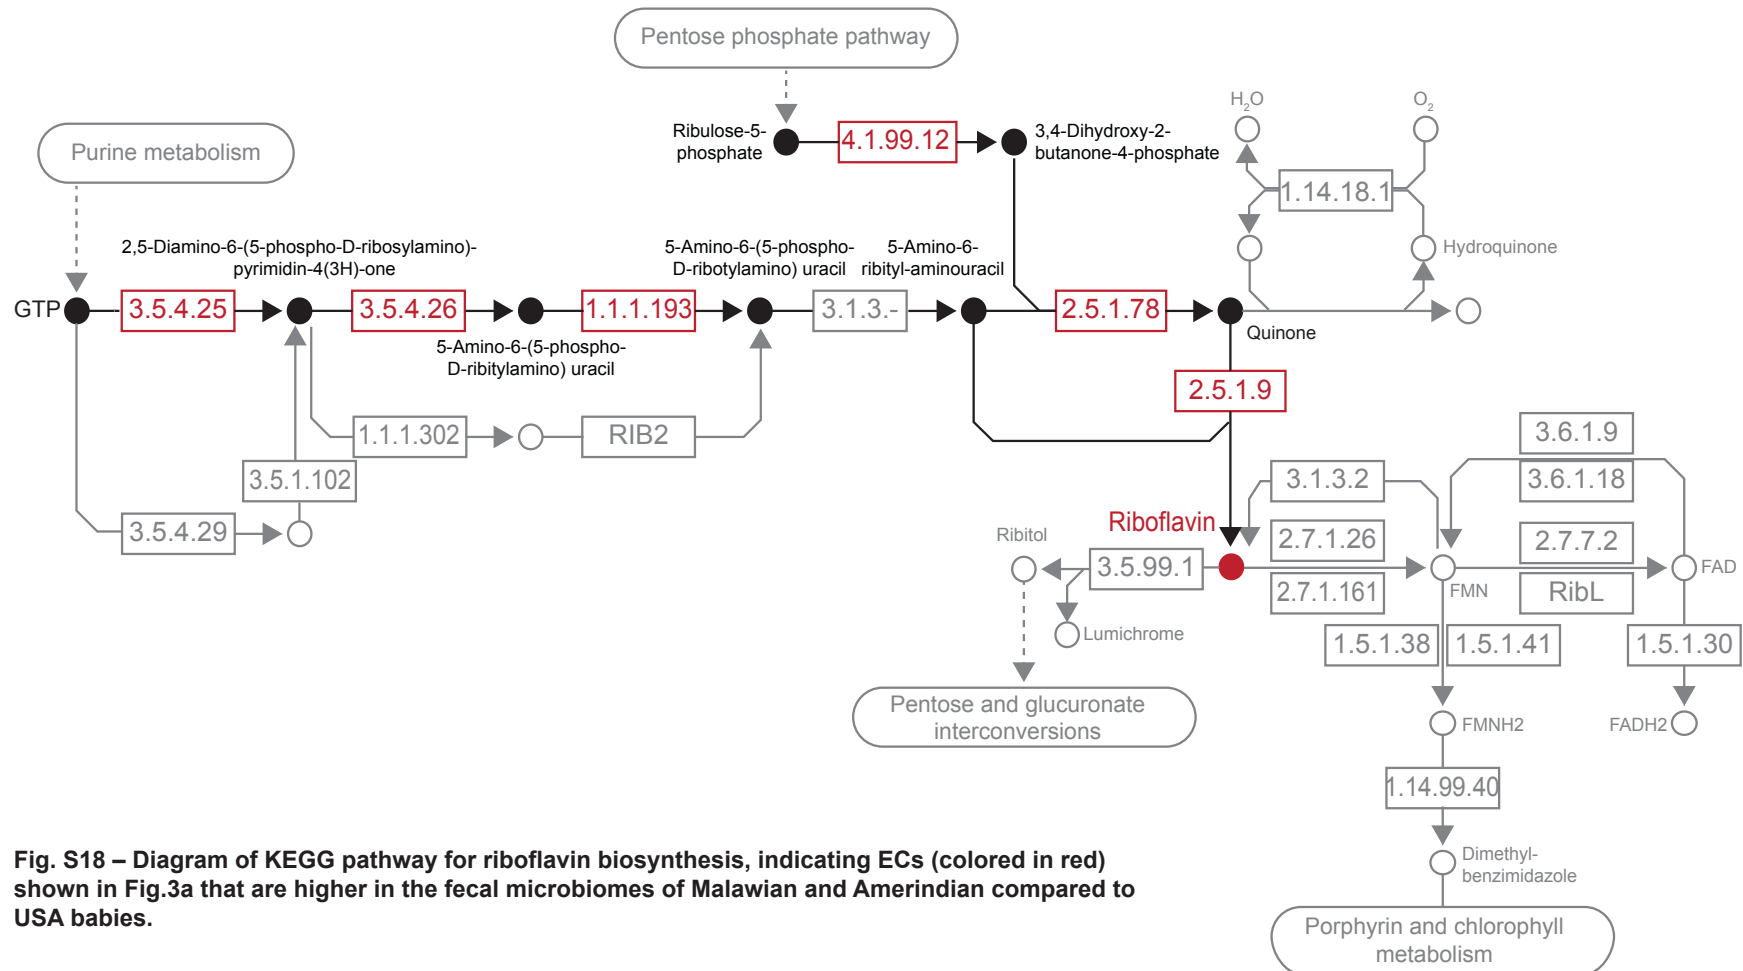 Pentose phosphate pathway
H2O
O2
Ribulose-5-
phosphate
4.1.99.12
3,4-Dihydroxy-2-
butanone-4-phosphate
Purine metabolism
1.14.18.1
2,5-Diamino-6-(5-phospho-D-ribosylamino)-
pyrimidin-4(3H)-one
5-Amino-6-(5-phospho-
D-ribotylamino) uracil
5-Amino-6-
ribityl-aminouracil
Hydroquinone
GTP
3.5.4.25
3.5.4.26
1.1.1.193
3.1.3.-
2.5.1.78
Quinone
5-Amino-6-(5-phospho-
D-ribitylamino) uracil
2.5.1.9
1.1.1.302
RIB2
3.6.1.9
3.5.1.102
3.1.3.2
3.6.1.18
3.5.4.29
Riboflavin
Ribitol
2.7.1.26
2.7.7.2
3.5.99.1
FMN
FAD
2.7.1.161
RibL
Lumichrome
1.5.1.38
1.5.1.41
1.5.1.30
Pentose and glucuronate
interconversions
FMNH2
FADH2
1.14.99.40
Dimethyl-
benzimidazole
Porphyrin and chlorophyll
metabolism
Fig. S18 – Diagram of KEGG pathway for riboflavin biosynthesis, indicating ECs (colored in red)
shown in Fig.3a that are higher in the fecal microbiomes of Malawian and Amerindian compared to
USA babies.